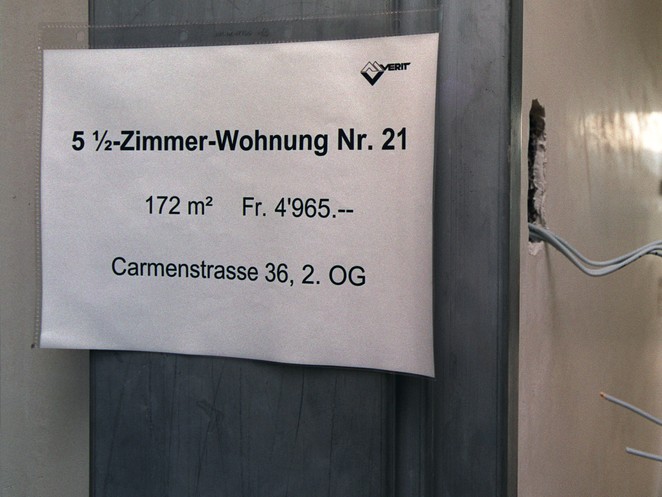 VERIT
5 ½-Zimmer-Wohnung Nr. 21
172 m² Fr. 4'965.--
Carmenstrasse 36, 2. OG